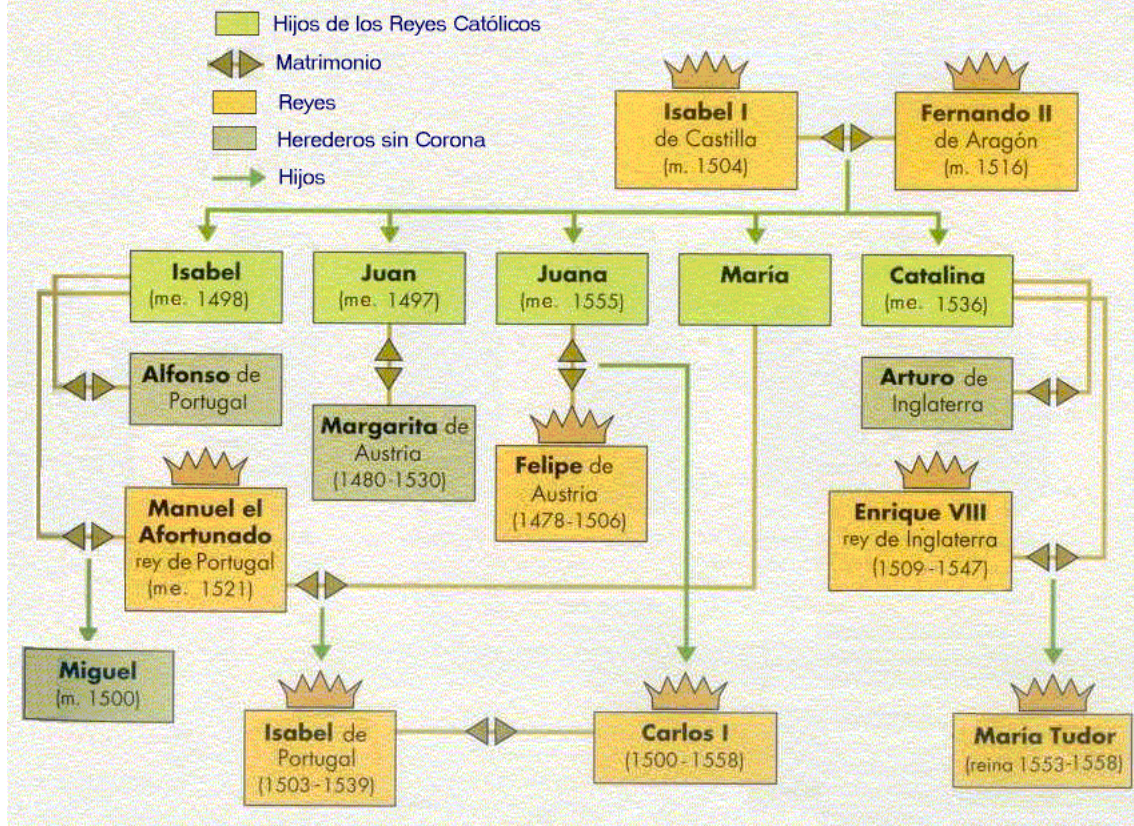 Hijos de los Reyes Católicos
Matrimonio
Reyes
Herederos sin Corona
Hijos
Isabel I
de Castilla
(m. 1504)
Fernando II
de Aragón
(m. 1516)
Isabel
(me. 1498)
Juan
(me. 1497)
Juana
(me. 1555)
María
Catalina
(me. 1536)
Alfonso de
Portugal
Margarita de
Austria
(1480-1530)
Felipe de
Austria
(1478-1506)
Arturo de
Inglaterra
Manuel el
Afortunado
rey de Portugal
(me. 1521)
Enrique VIII
rey de Inglaterra
(1509-1547)
Miguel
(m. 1500)
Isabel de
Portugal
(1503-1539)
Carlos I
(1500-1558)
María Tudor
(reina 1553-1558)